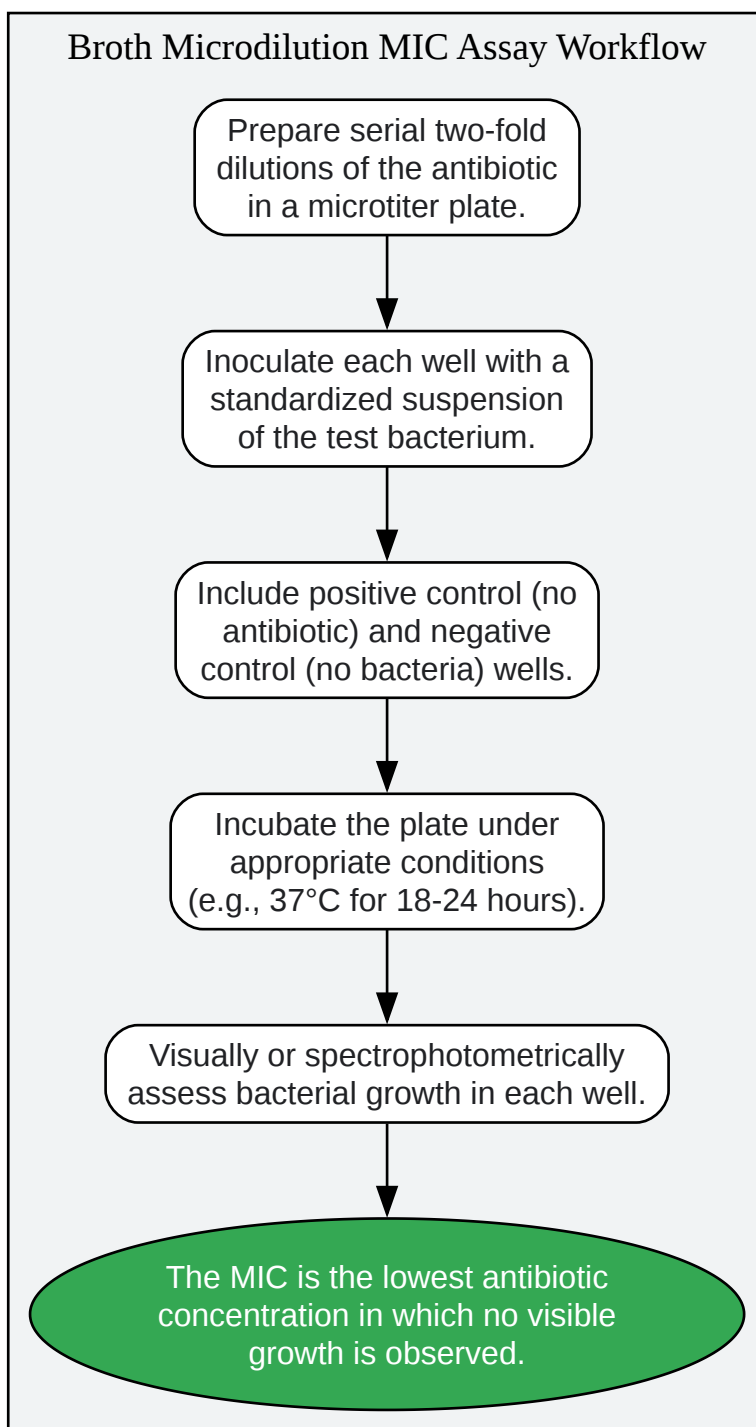 Broth Microdilution MIC Assay Workflow
Prepare serial two-fold
dilutions of the antibiotic
in a microtiter plate.
Inoculate each well with a
standardized suspension
of the test bacterium.
Include positive control (no
antibiotic) and negative
control (no bacteria) wells.
Incubate the plate under
appropriate conditions
(e.g., 37°C for 18-24 hours).
Visually or spectrophotometrically
assess bacterial growth in each well.
The MIC is the lowest antibiotic
concentration in which no visible
growth is observed.